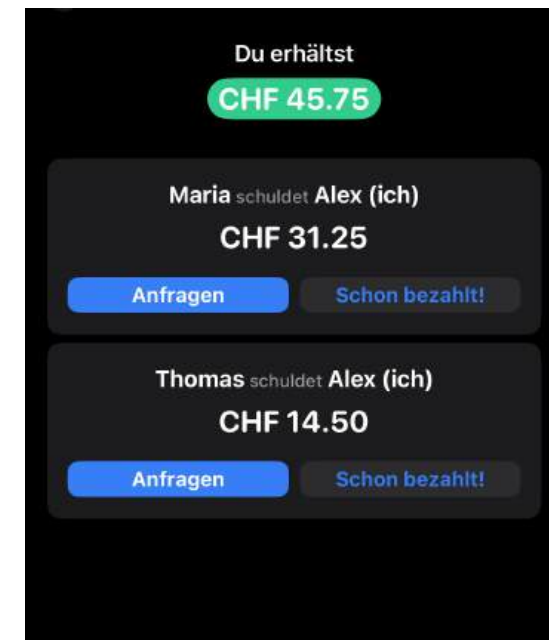 Du erhältst
CHF 45.75
Maria schuldet Alex (ich)
CHF 31.25
Anfragen Schon bezahlt!
Thomas schuldet Alex (ich)
CHF 14.50
Anfragen Schon bezahlt!